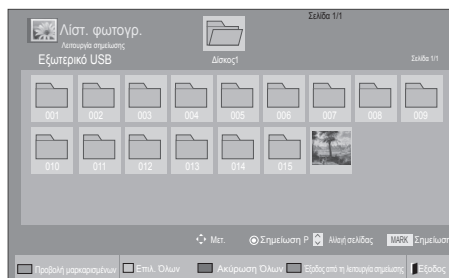 Σελίδα 1/1
Λίστ. φωτογρ.
Λειτουργία σημείωσης
Εξωτερικό USB
Δίσκος1
Σελίδα 1/1
001 002 003 004 005 006 007 008 009
010 011 012 013 014 015
Μετ. Σημείωση P Αλλαγή σελίδας MARK Σημείωση
Προβολή μαρκαρισμένων Επιλ. Όλων Ακύρωση Όλων Εξοδος από τη λειτουργία σημείωσης Εξοδος